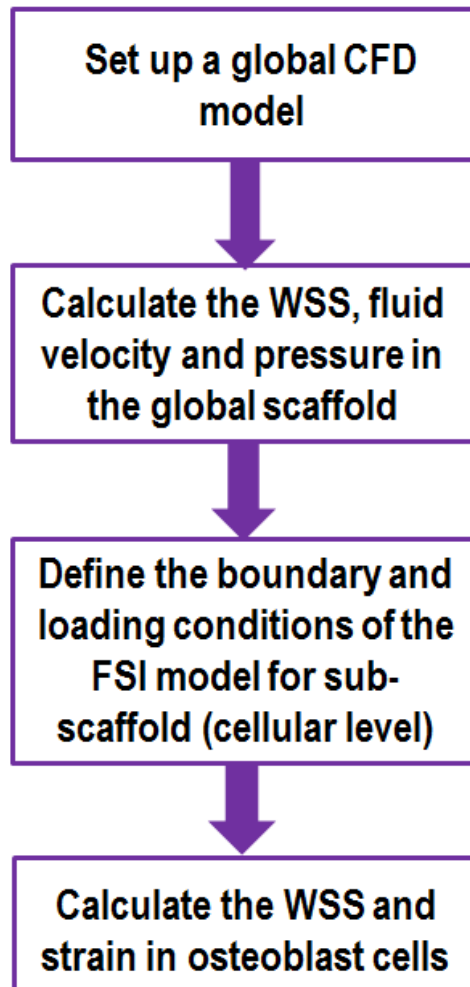 Set up a global CFD
model
Calculate the WSS, fluid
velocity and pressure in
the global scaffold
Define the boundary and
loading conditions of the
FSI model for sub-
scaffold (cellular level)
Calculate the WSS and
strain in osteoblast cells